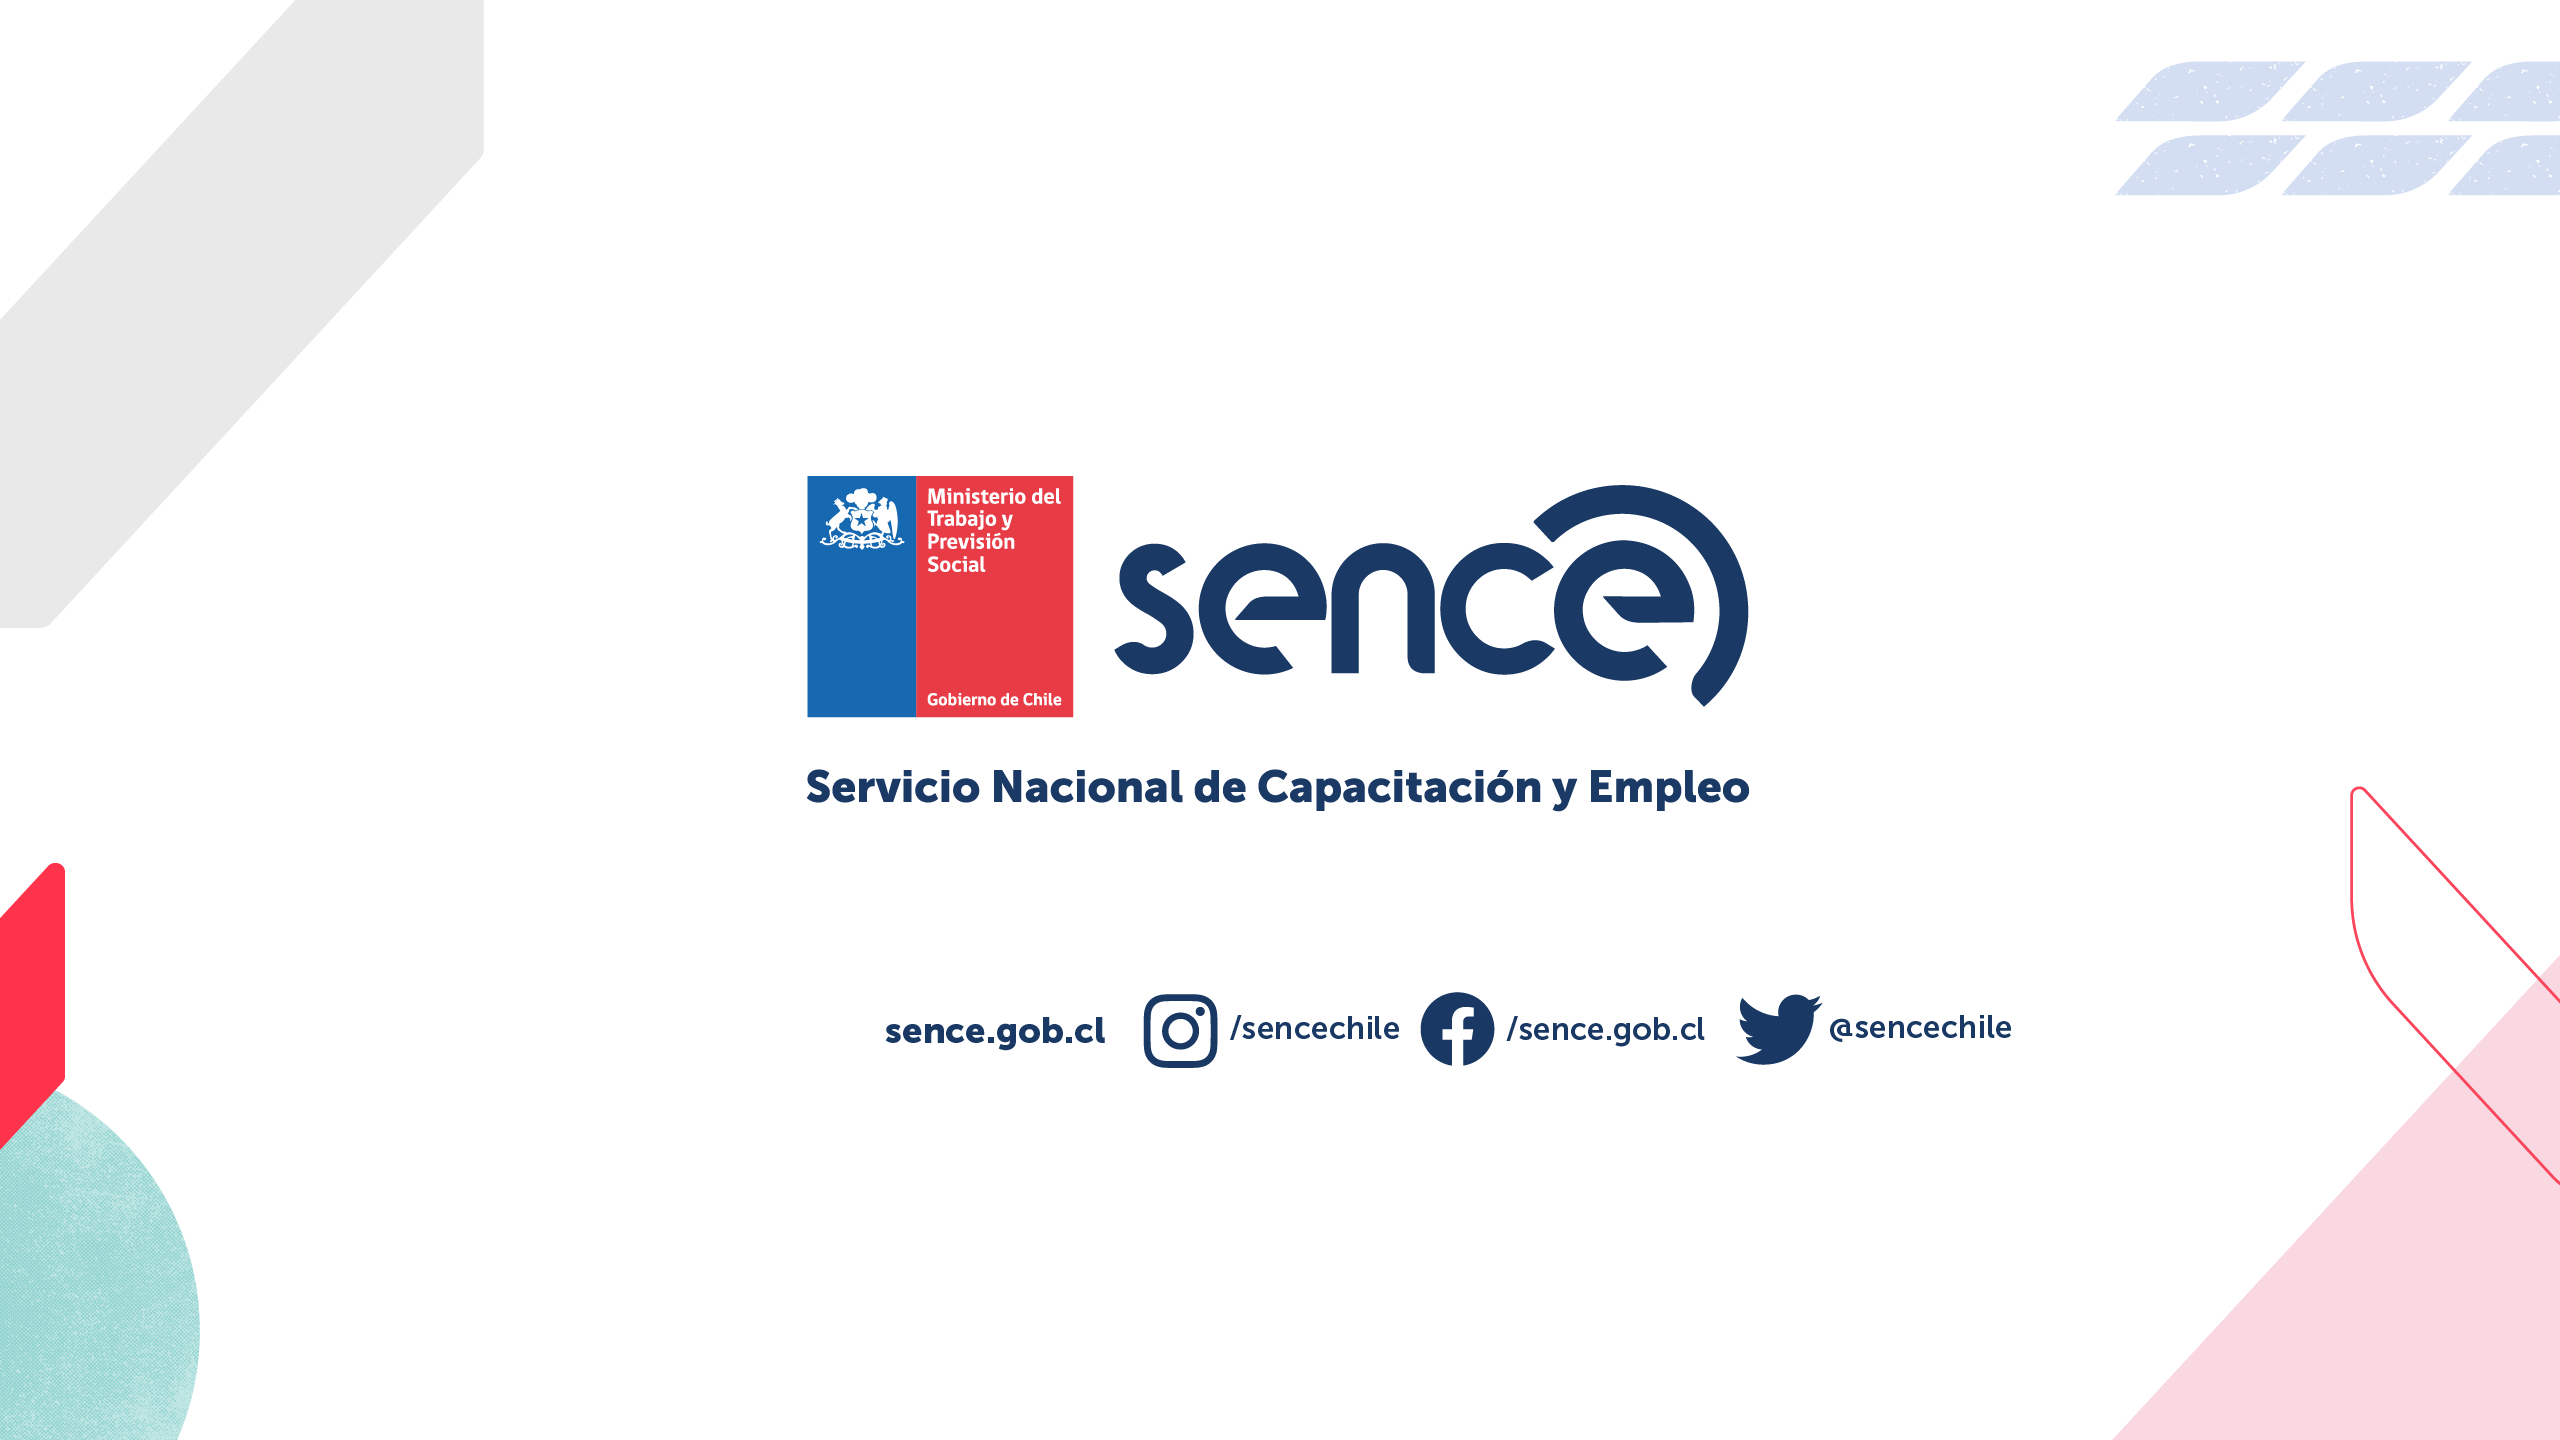 Ministerio del
Trabajo y
Previsión
Social
Gobierno de Chile
sence
Servicio Nacional de Capacitación y Empleo
sence.gob.cl /sencechile /sence.gob.cl @sencechile